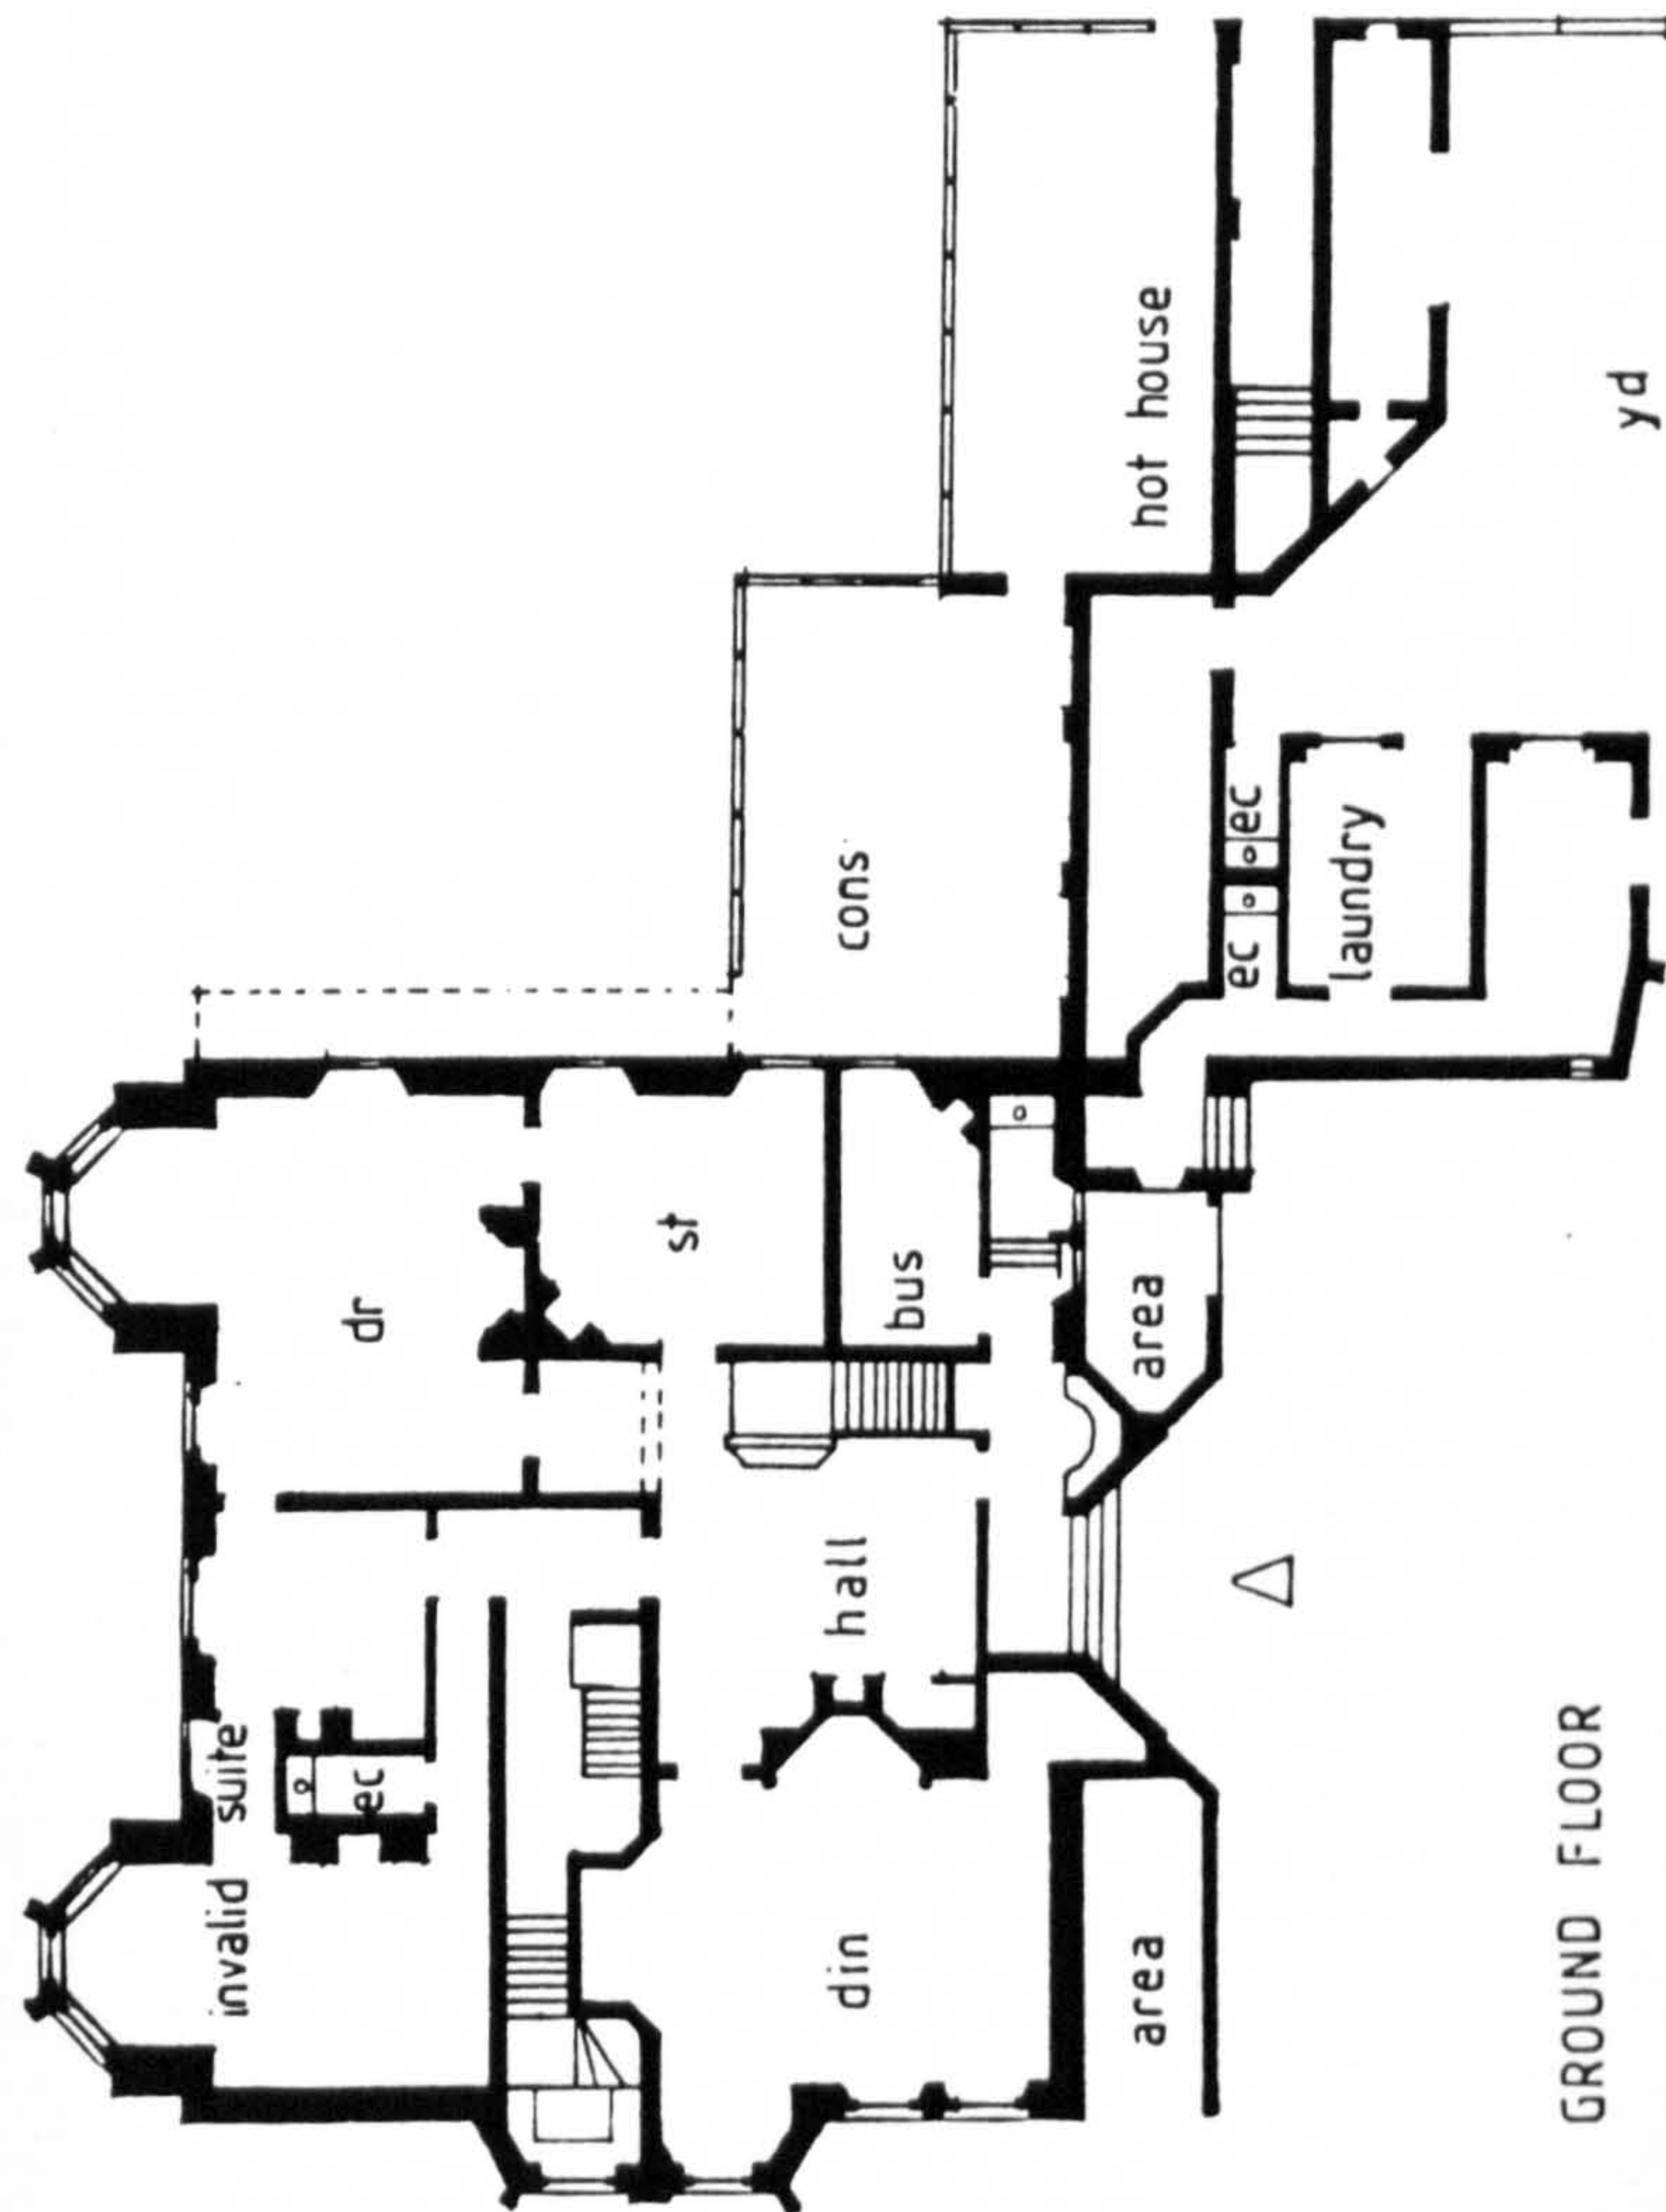 invalid suite
dr
ec
st
din
hall
bus
cons
hot house
area
area
ec
ec
laundry
yd
GROUND FLOOR